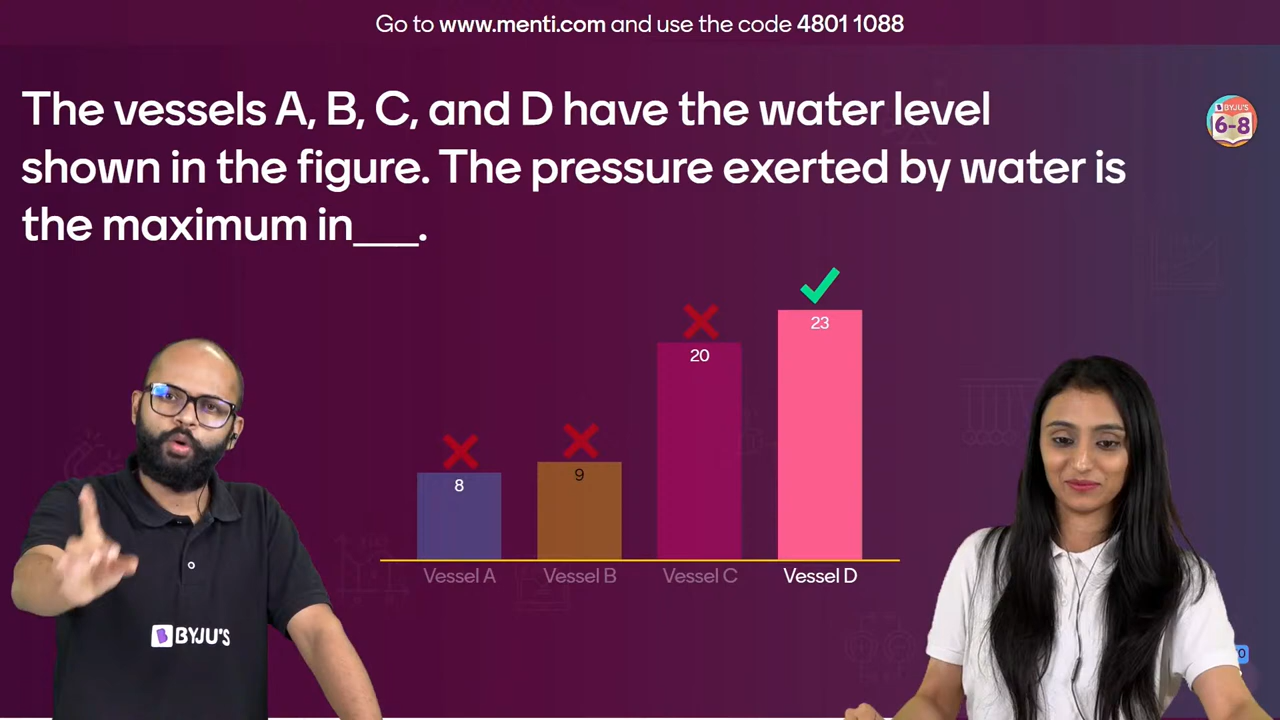 Go to www.menti.com and use the code 4801 1088
The vessels A, B, C, and D have the water level
shown in the figure. The pressure exerted by water is
the maximum in___.
BYJU'S
6-8
23
20
9
8
Vessel A Vessel B Vessel C Vessel D
BYJU'S